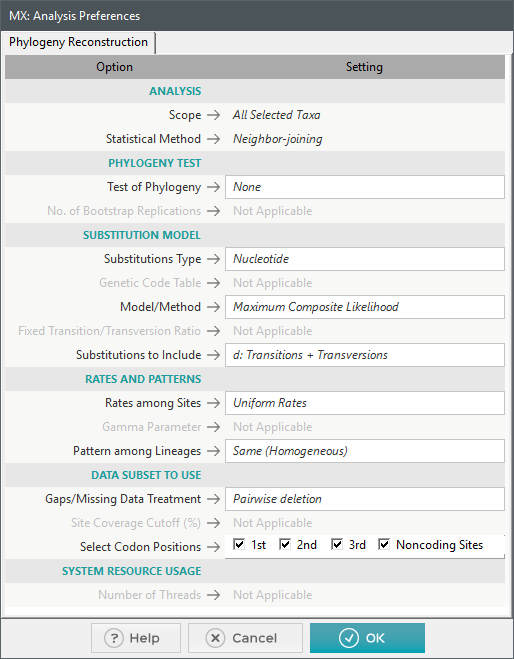 MX: Analysis Preferences
Phylogeny Reconstruction
Option Setting
ANALYSIS
Scope → All Selected Taxa
Statistical Method → Neighbor-joining
PHYLOGENY TEST
Test of Phylogeny → None
No. of Bootstrap Replications → Not Applicable
SUBSTITUTION MODEL
Substitutions Type → Nucleotide
Genetic Code Table → Not Applicable
Model/Method → Maximum Composite Likelihood
Fixed Transition/Transversion Ratio → Not Applicable
Substitutions to Include → d: Transitions + Transversions
RATES AND PATTERNS
Rates among Sites → Uniform Rates
Gamma Parameter → Not Applicable
Pattern among Lineages → Same (Homogeneous)
DATA SUBSET TO USE
Gaps/Missing Data Treatment → Pairwise deletion
Site Coverage Cutoff (%) → Not Applicable
Select Codon Positions → 1st 2nd 3rd Noncoding Sites
SYSTEM RESOURCE USAGE
Number of Threads → Not Applicable
? Help Cancel OK